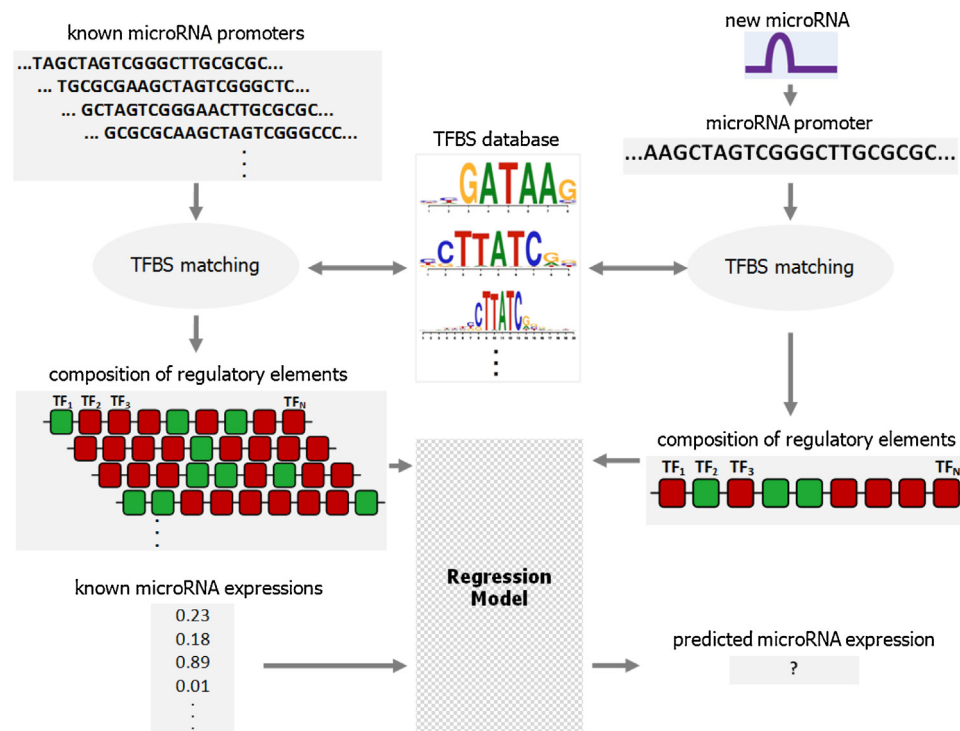 known microRNA promoters
...TAGCTAGTCGGGCTTGCGCGC...
... TGCGCGAAGCTAGTCGGGCTC...
... GCTAGTCGGGAACTTGCGCGC...
... GCGCGCAAGCTAGTCGGGCCC...
new microRNA
microRNA promoter
...AAGCTAGTCGGGCTTGCGCGC...
TFBS database
GATAAG
CTTATCG
CTTATC
TFBS matching
TFBS matching
composition of regulatory elements
TF1 TF2 TF3 TFN
composition of regulatory elements
TF1 TF2 TF3 TFN
known microRNA expressions
0.23
0.18
0.89
0.01
Regression
Model
predicted microRNA expression
?